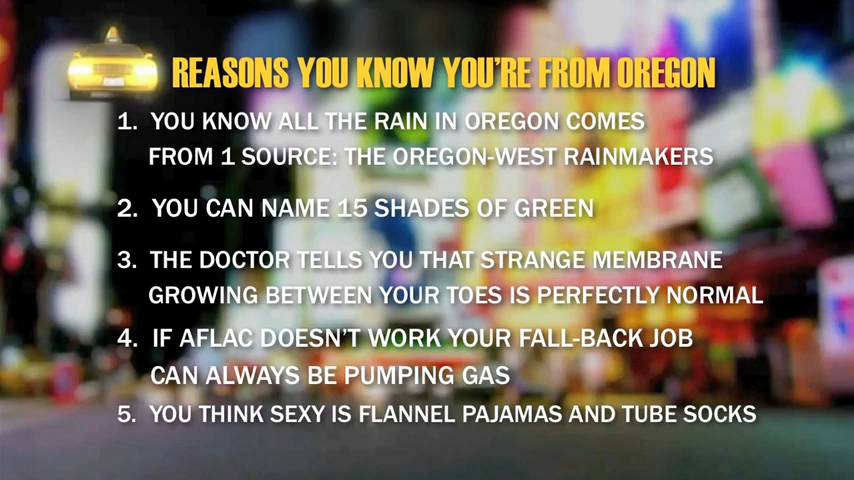 REASONS YOU KNOW YOU'RE FROM OREGON
1. YOU KNOW ALL THE RAIN IN OREGON COMES
FROM 1 SOURCE: THE OREGON-WEST RAINMAKERS
2. YOU CAN NAME 15 SHADES OF GREEN
3. THE DOCTOR TELLS YOU THAT STRANGE MEMBRANE
GROWING BETWEEN YOUR TOES IS PERFECTLY NORMAL
4. IF AFLAC DOESN'T WORK YOUR FALL-BACK JOB
CAN ALWAYS BE PUMPING GAS
5. YOU THINK SEXY IS FLANNEL PAJAMAS AND TUBE SOCKS